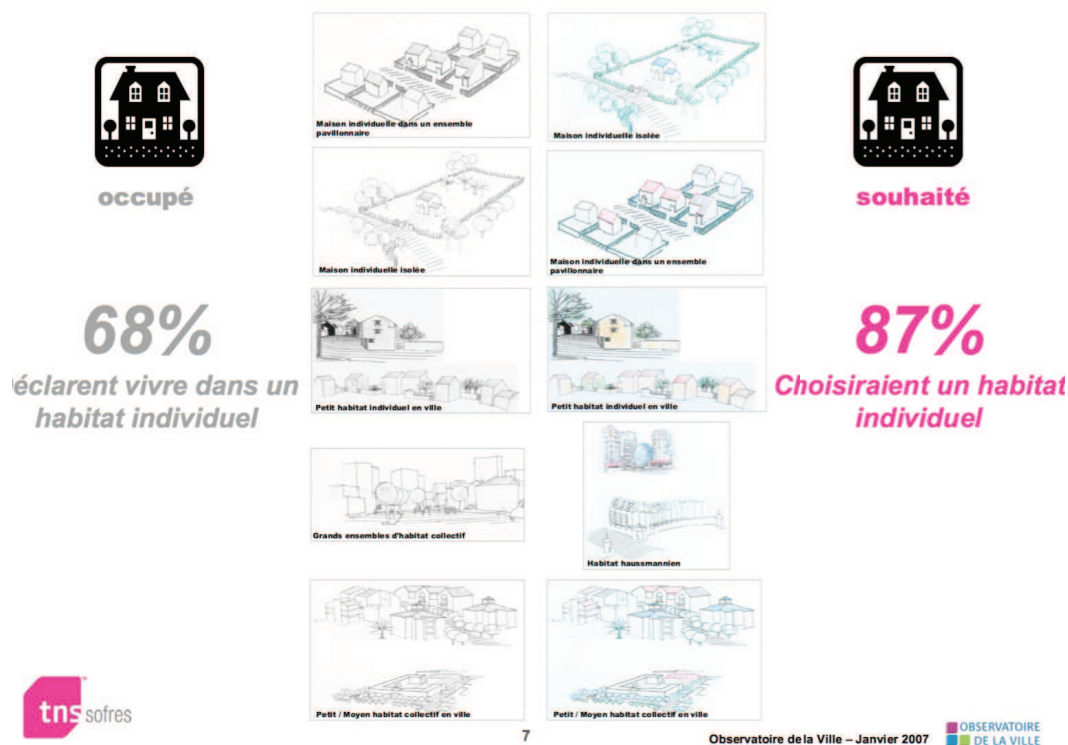 occupé
68%
éclarent vivre dans un
habitat individuel
Maison individuelle dans un ensemble
pavillonnaire
Maison individuelle isolée
Petit habitat individuel en ville
Grands ensembles d'habitat collectif
Petit / Moyen habitat collectif en ville
Maison individuelle isolée
Maison individuelle dans un ensemble
pavillonnaire
Petit habitat individuel en ville
Habitat haussmannien
Petit / Moyen habitat collectif en ville
souhaité
87%
Choisiraient un habitat
individuel
tns sofres
7
Observatoire de la Ville – Janvier 2007
OBSERVATOIRE
DE LA VILLE